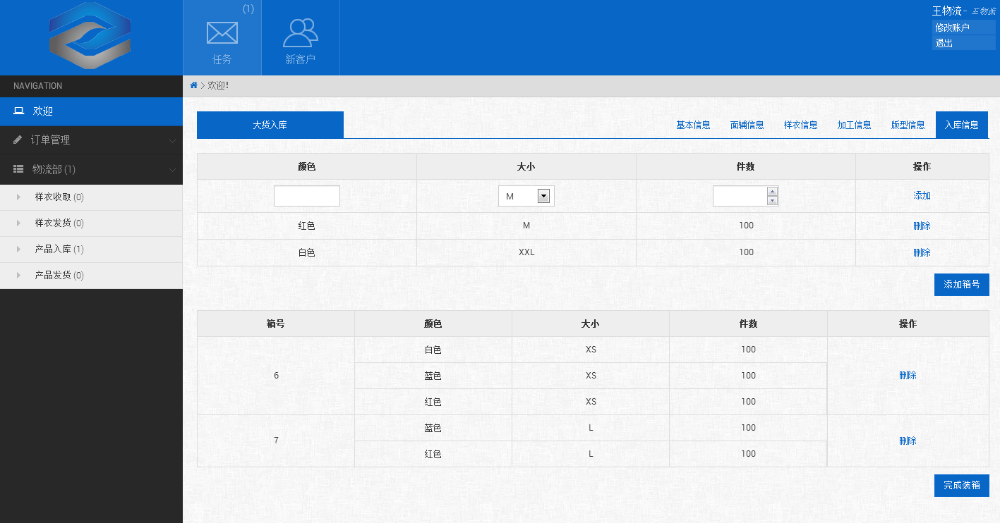 (1)
任务
新客户
王物流 - 王物流
修改账户
退出
NAVIGATION
欢迎
订单管理
物流部 (1)
样衣收取 (0)
样衣发货 (0)
产品入库 (1)
产品发货 (0)
欢迎!
大货入库 基本信息 面辅信息 样衣信息 加工信息 版型信息 入库信息
颜色 大小 件数 操作
M 添加
红色 M 100 删除
白色 XXL 100 删除
添加箱号
箱号 颜色 大小 件数 操作
白色 XS 100
6 蓝色 XS 100 删除
红色 XS 100
蓝色 L 100
7 删除
红色 L 100
完成装箱